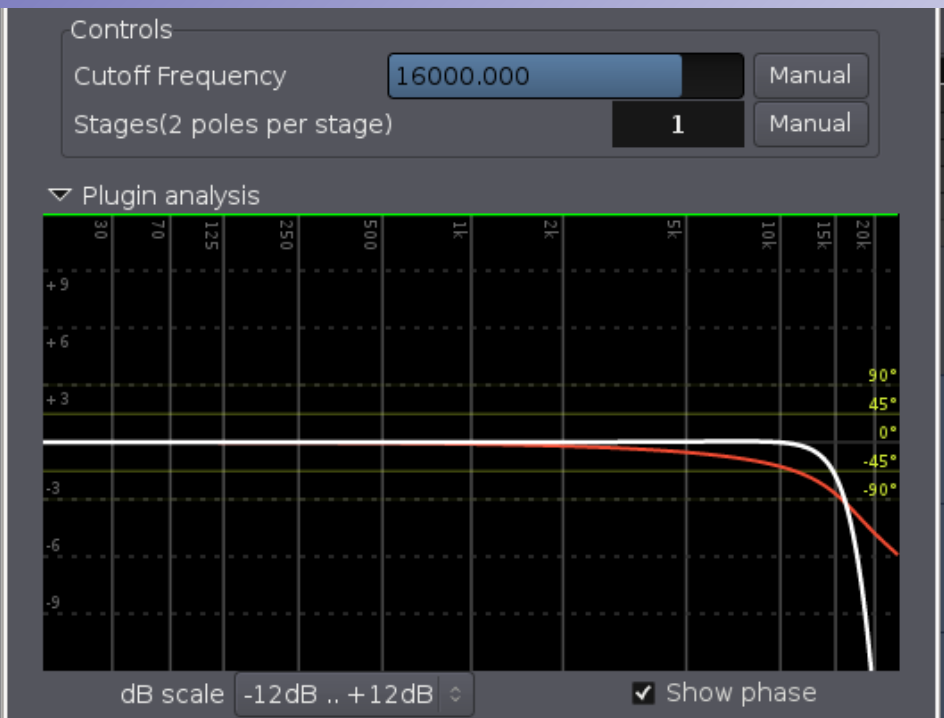 Controls
Cutoff Frequency 16000.000 Manual
Stages(2 poles per stage) 1 Manual
Plugin analysis
30 70 125 250 500 1k 2k 5k 10k 15k 20k
+9
+6
90°
+3 45°
0°
-45°
-3 -90°
-6
-9
dB scale -12dB .. +12dB Show phase